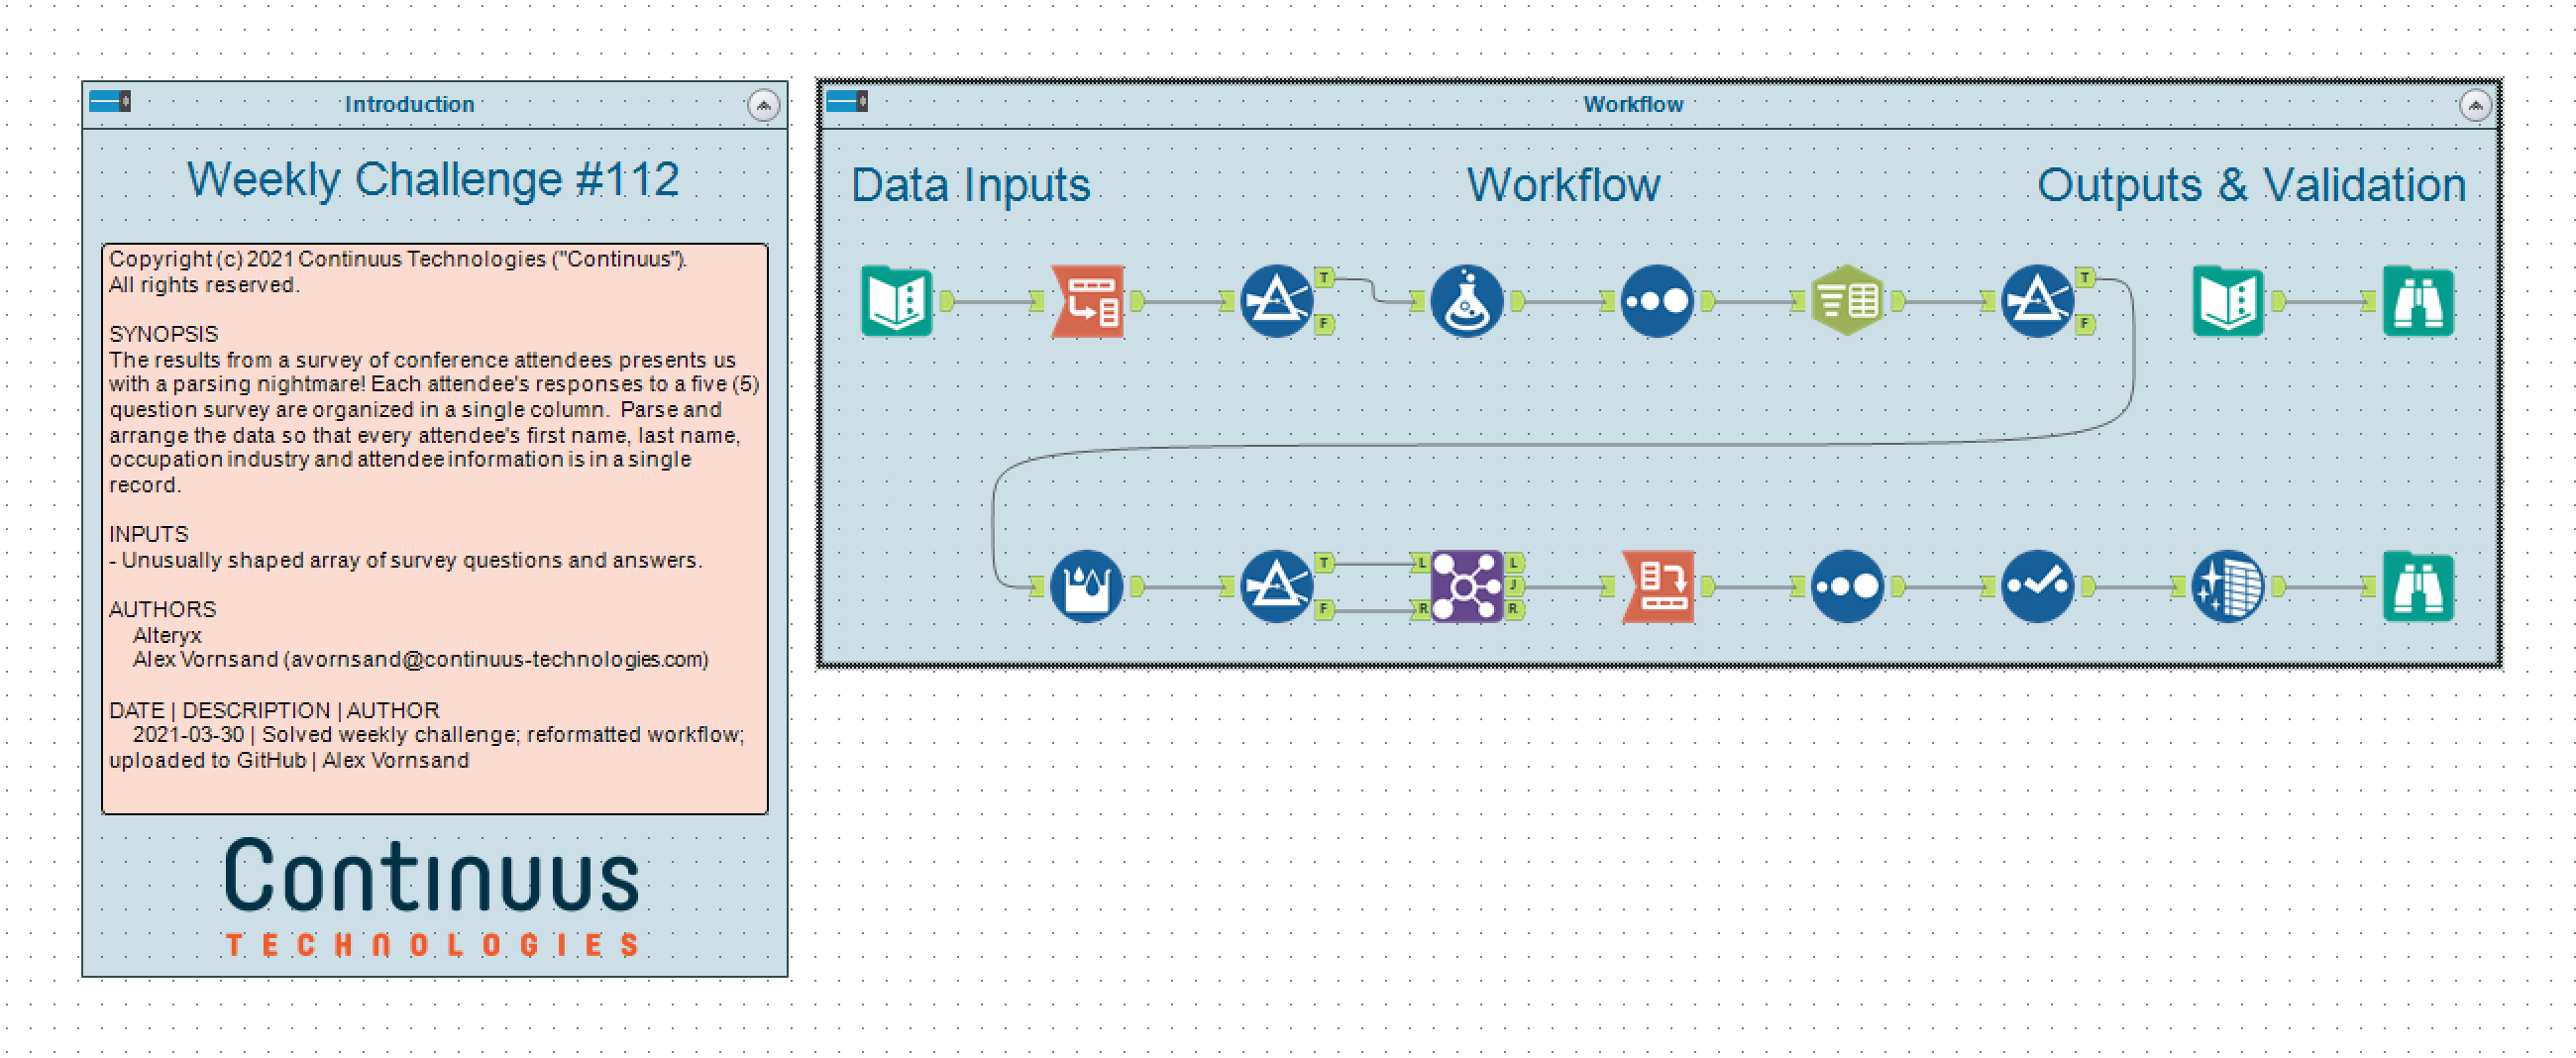 Introduction
Weekly Challenge #112
Copyright (c) 2021 Continuus Technologies ("Continuus").
All rights reserved.
SYNOPSIS
The results from a survey of conference attendees presents us
with a parsing nightmare! Each attendee's responses to a five (5)
question survey are organized in a single column.  Parse and
arrange the data so that every attendee's first name, last name,
occupation industry and attendee information is in a single
record.
INPUTS
- Unusually shaped array of survey questions and answers.
AUTHORS
Alteryx
Alex Vornsand (avornsand@continuus-technologies.com)
DATE | DESCRIPTION | AUTHOR
2021-03-30 | Solved weekly challenge; reformatted workflow;
uploaded to GitHub | Alex Vornsand
Continuus
TECHNOLOGIES
Workflow
Data Inputs
Workflow
Outputs & Validation
T
F
T
F
T
F
L
R
L
J
R